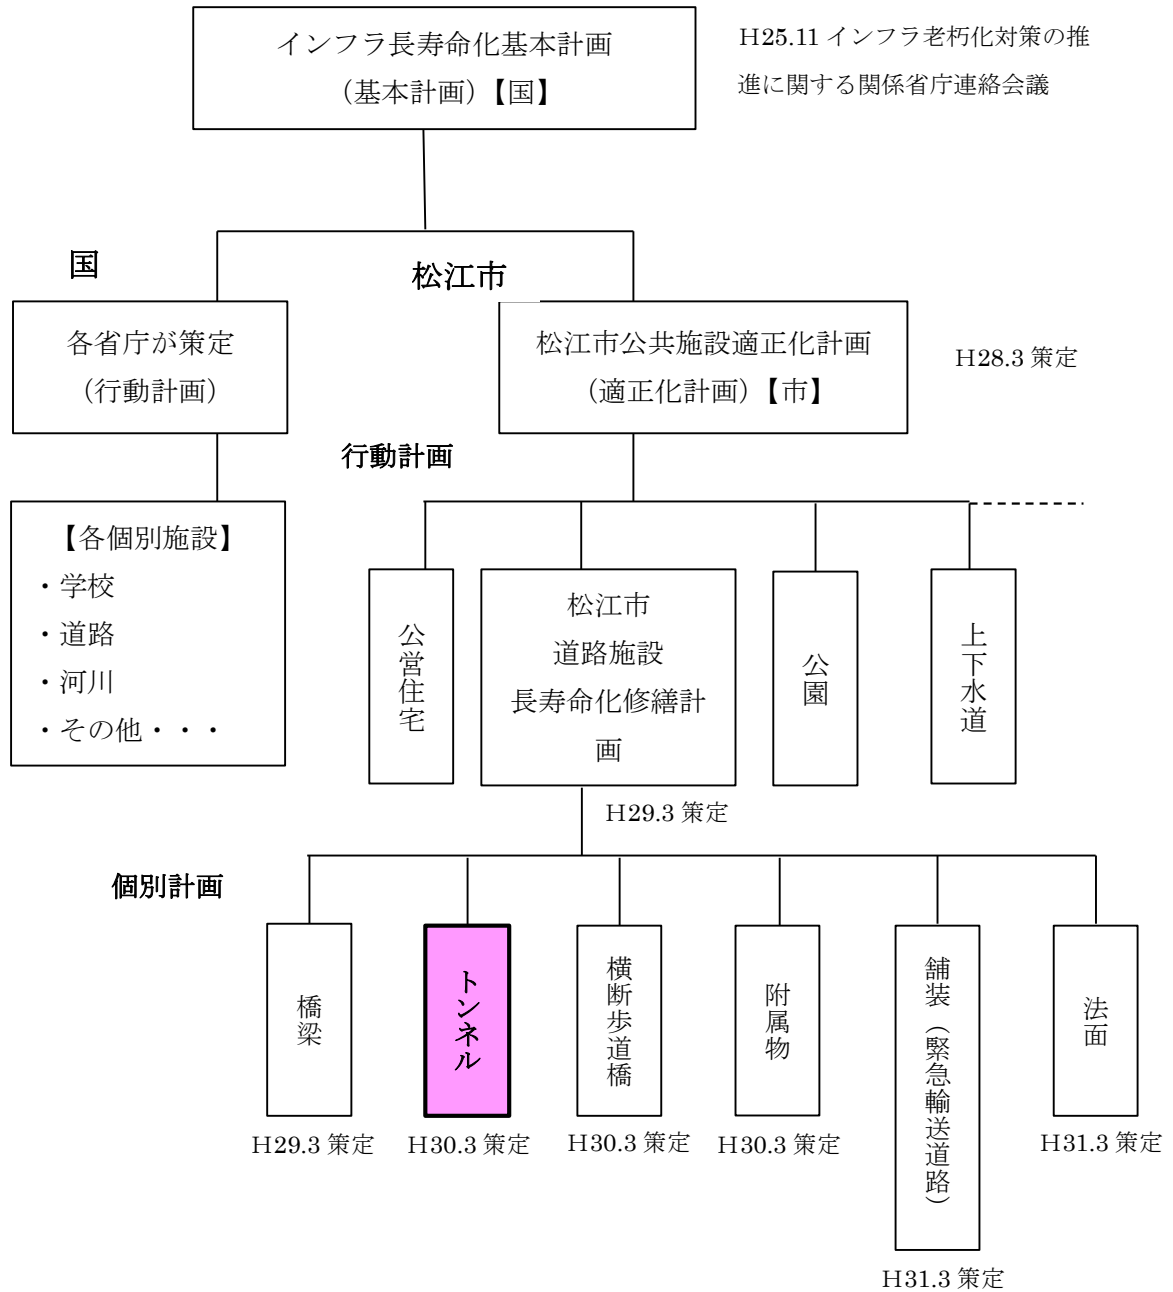 インフラ長寿命化基本計画
（基本計画）【国】
H25.11 インフラ老朽化対策の推
進に関する関係省庁連絡会議
国
松江市
各省庁が策定
（行動計画）
松江市公共施設適正化計画
（適正化計画）【市】
H28.3 策定
行動計画
【各個別施設】
・学校
・道路
・河川
・その他・・・
公営住宅
松江市
道路施設
長寿命化修繕計
画
公園
上下水道
H29.3 策定
個別計画
橋梁
トンネル
横断歩道橋
附属物
舗装（緊急輸送道路）
法面
H29.3 策定
H30.3 策定
H30.3 策定
H30.3 策定
H31.3 策定
H31.3 策定